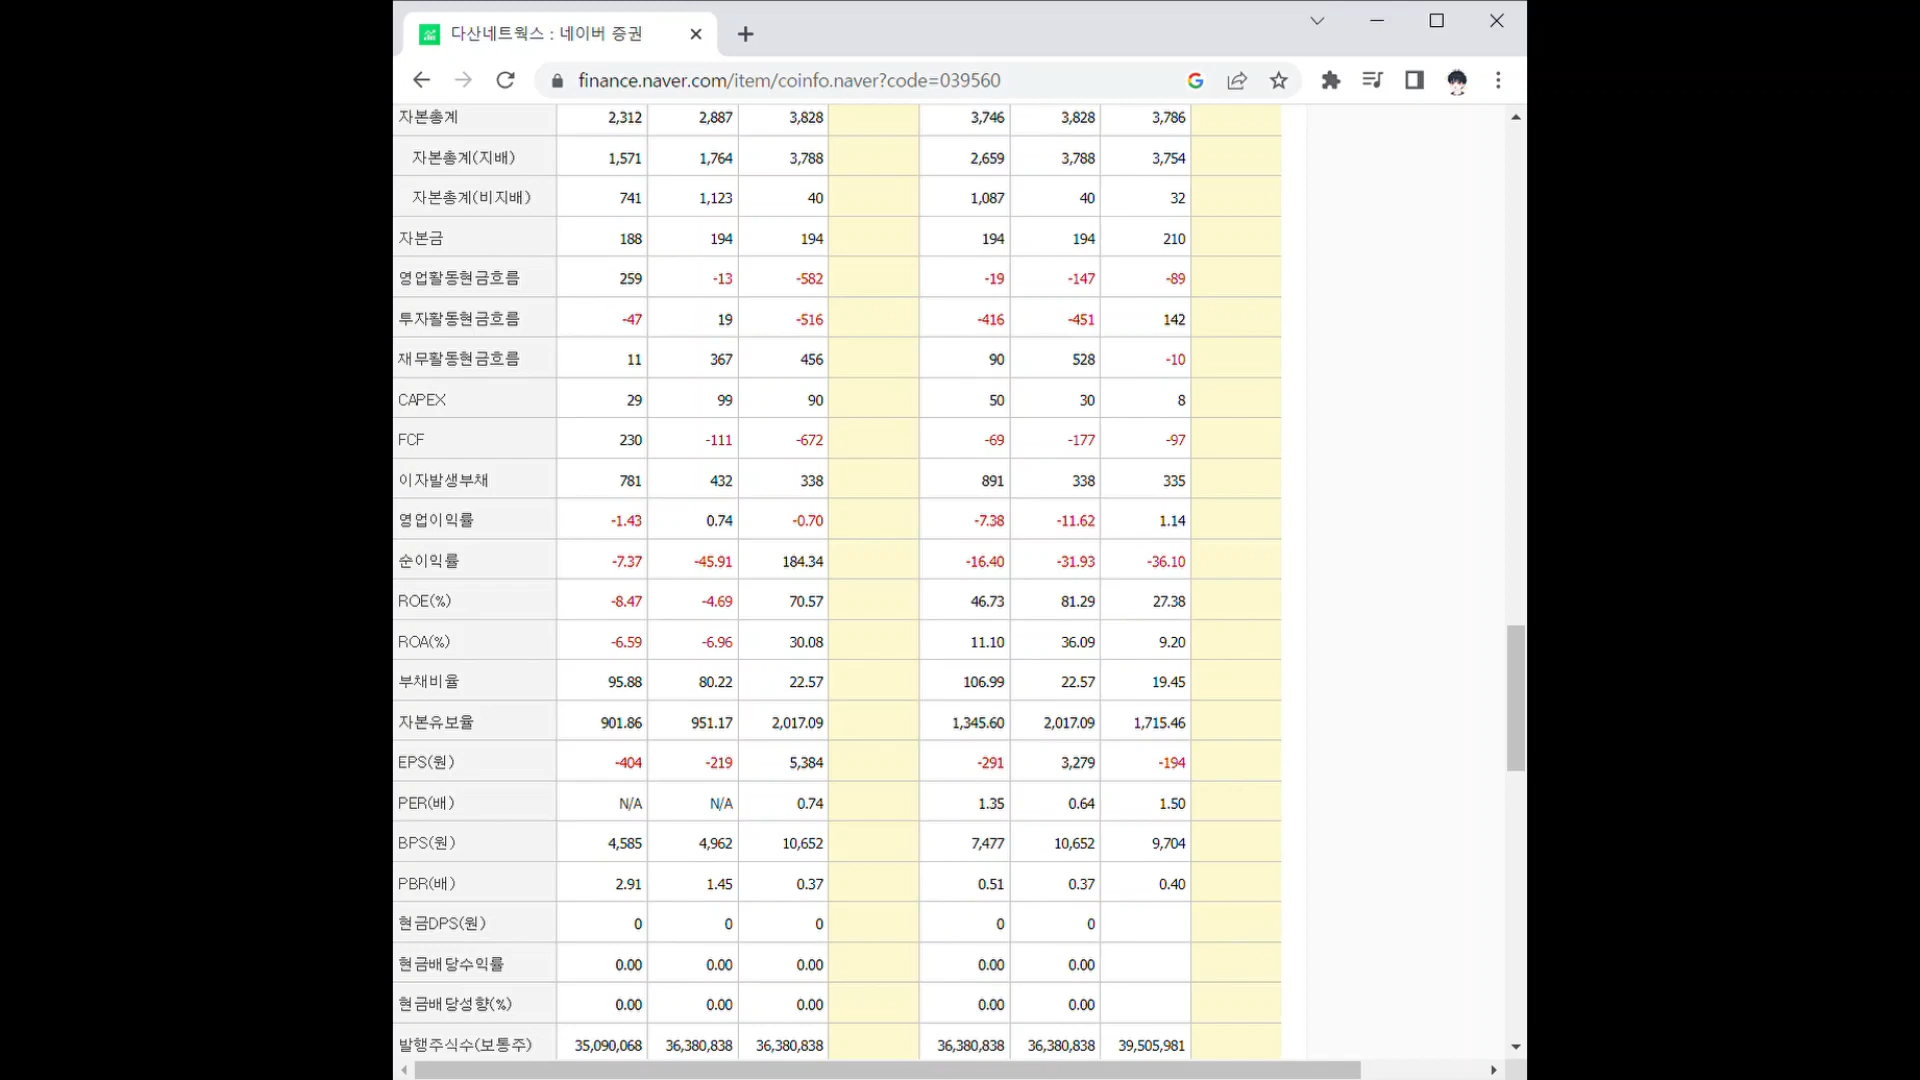 다산네트웍스 : 네이버 증권
finance.naver.com/item/coinfo.naver?code=039560
자본총계 2,312 2,887 3,828 3,746 3,828 3,786
자본총계(지배) 1,571 1,764 3,788 2,659 3,788 3,754
자본총계(비지배) 741 1,123 40 1,087 40 32
자본금 188 194 194 194 194 210
영업활동현금흐름 259 -13 -582 -19 -147 -89
투자활동현금흐름 -47 19 -516 -416 -451 142
재무활동현금흐름 11 367 456 90 528 -10
CAPEX 29 99 90 50 30 8
FCF 230 -111 -672 -69 -177 -97
이자발생부채 781 432 338 891 338 335
영업이익률 -1.43 0.74 -0.70 -7.38 -11.62 1.14
순이익률 -7.37 -45.91 184.34 -16.40 -31.93 -36.10
ROE(%) -8.47 -4.69 70.57 46.73 81.29 27.38
ROA(%) -6.59 -6.96 30.08 11.10 36.09 9.20
부채비율 95.88 80.22 22.57 106.99 22.57 19.45
자본유보율 901.86 951.17 2,017.09 1,345.60 2,017.09 1,715.46
EPS(원) -404 -219 5,384 -291 3,279 -194
PER(배) N/A N/A 0.74 1.35 0.64 1.50
BPS(원) 4,585 4,962 10,652 7,477 10,652 9,704
PBR(배) 2.91 1.45 0.37 0.51 0.37 0.40
현금DPS(원) 0 0 0 0 0
현금배당수익률 0.00 0.00 0.00 0.00 0.00
현금배당성향(%) 0.00 0.00 0.00 0.00 0.00
발행주식수(보통주) 35,090,068 36,380,838 36,380,838 36,380,838 36,380,838 39,505,981